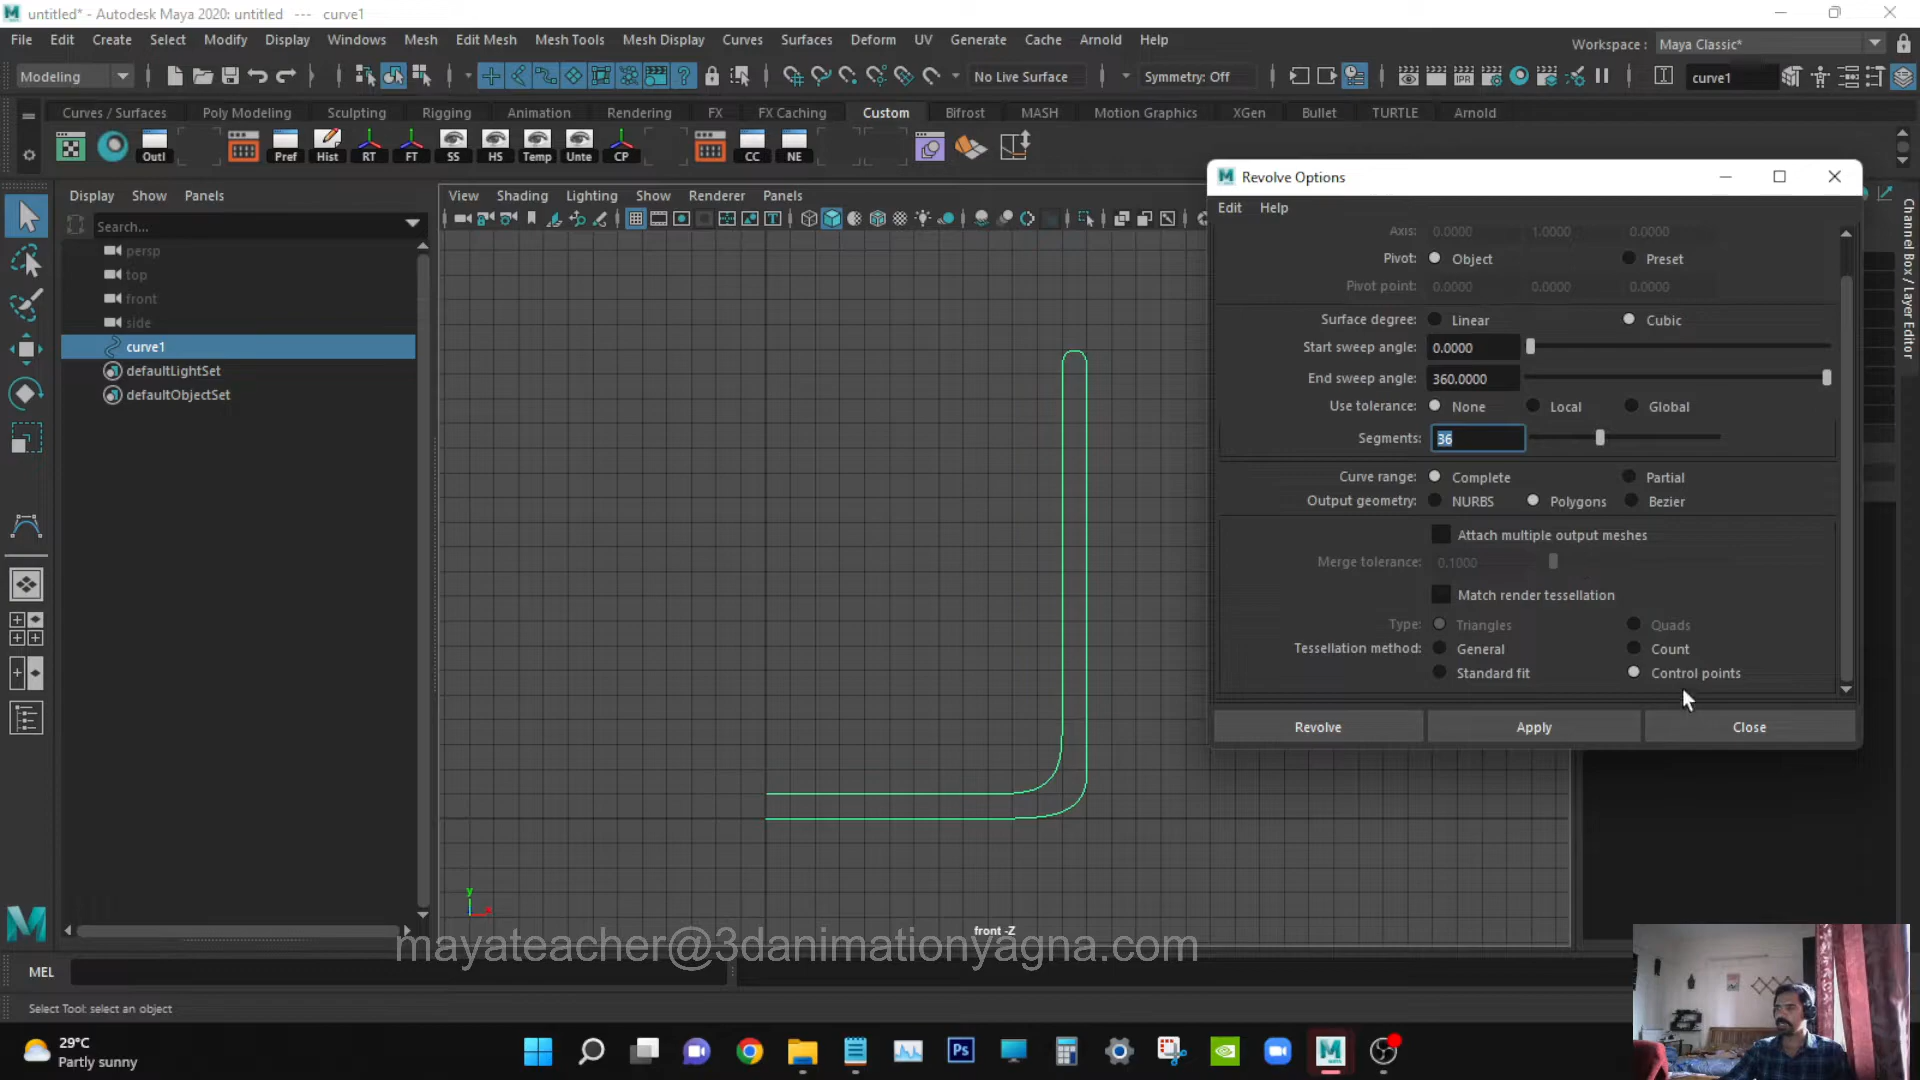 untitled* - Autodesk Maya 2020: untitled   ---   curve1
File Edit Create Select Modify Display Windows Mesh Edit Mesh Mesh Tools Mesh Display Curves Surfaces Deform UV Generate Cache Arnold Help
Workspace : Maya Classic*
Modeling
No Live Surface
Symmetry: Off
curve1
Curves / Surfaces Poly Modeling Sculpting Rigging Animation Rendering FX FX Caching Custom Bifrost MASH Motion Graphics XGen Bullet TURTLE Arnold
Outl Pref Hist RT FT SS HS Temp Unte CP CC NE
Display Show Panels
Search...
persp
top
front
side
curve1
defaultLightSet
defaultObjectSet
View Shading Lighting Show Renderer Panels
front -Z
Revolve Options
Edit Help
Axis: 0.0000 1.0000 0.0000
Pivot: Object Preset
Pivot point: 0.0000 0.0000 0.0000
Surface degree: Linear Cubic
Start sweep angle: 0.0000
End sweep angle: 360.0000
Use tolerance: None Local Global
Segments: 36
Curve range: Complete Partial
Output geometry: NURBS Polygons Bezier
Attach multiple output meshes
Merge tolerance: 0.1000
Match render tessellation
Type: Triangles Quads
Tessellation method: General Count
Standard fit Control points
Revolve Apply Close
Channel Box / Layer Editor
mayateacher@3danimationyagna.com
MEL
Select Tool: select an object
29°C
Partly sunny
Ps